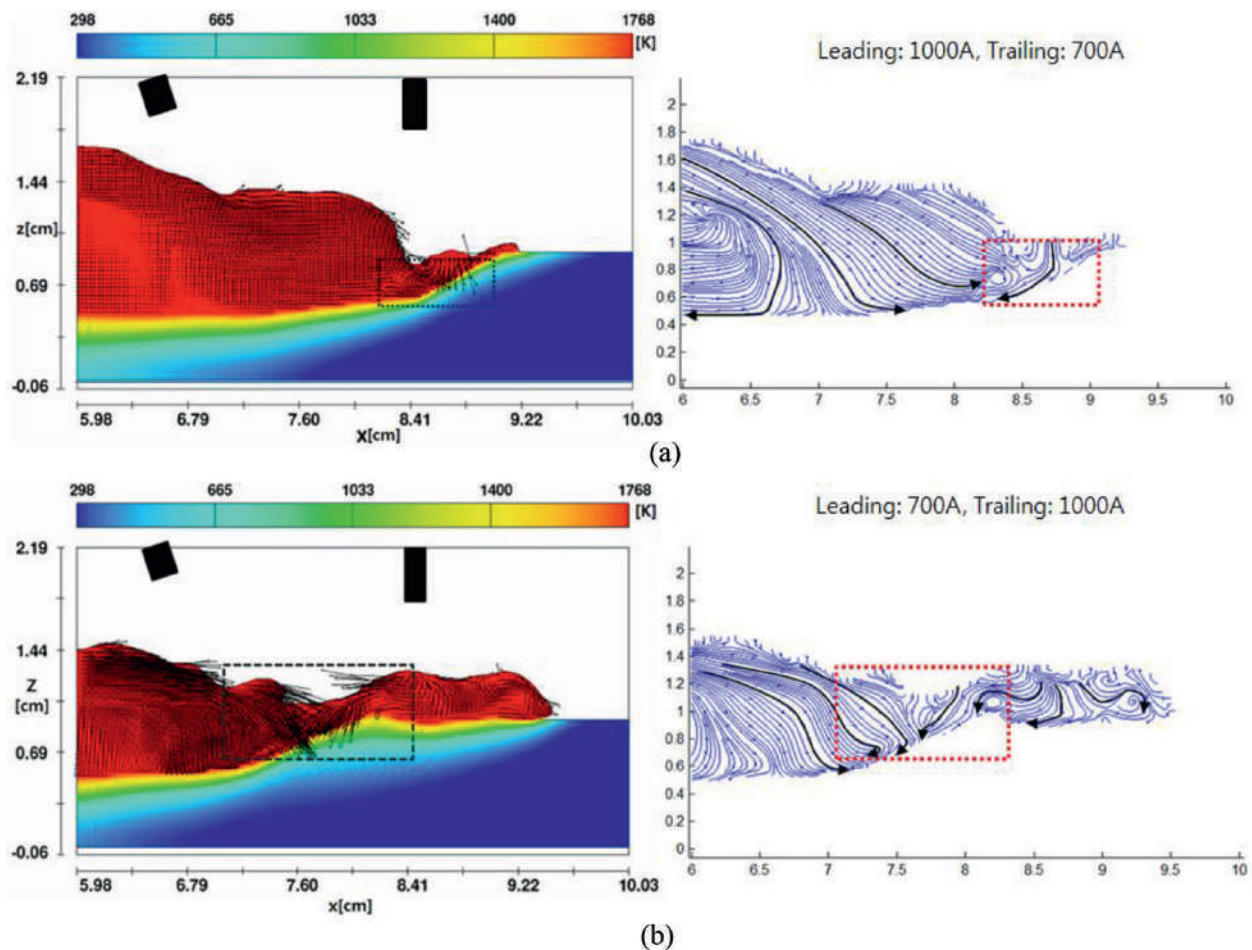 298 665 1033 1400 1768
[K]
Leading: 1000A, Trailing: 700A
2.19
1.44
z[cm]
0.69
-0.06
5.98 6.79 7.60 8.41 9.22 10.03
X[cm]
2
1.8
1.6
1.4
1.2
1
0.8
0.6
0.4
0.2
0
6 6.5 7 7.5 8 8.5 9 9.5 10
(a)
298 665 1033 1400 1768
[K]
Leading: 700A, Trailing: 1000A
2.19
1.44
Z
[cm]
0.69
-0.06
5.98 6.79 7.60 8.41 9.22 10.03
x[cm]
2
1.8
1.6
1.4
1.2
1
0.8
0.6
0.4
0.2
0
6 6.5 7 7.5 8 8.5 9 9.5 10
(b)